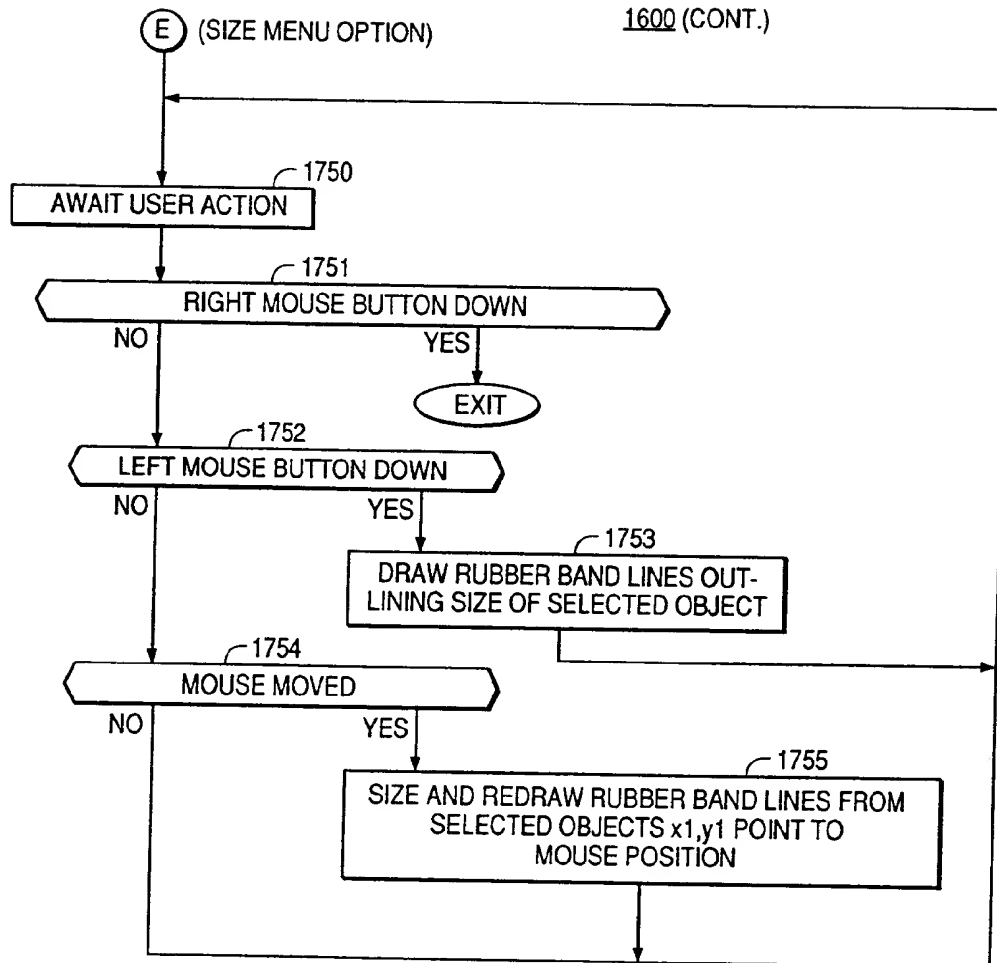 E (SIZE MENU OPTION)
1600 (CONT.)
1750
AWAIT USER ACTION
1751
RIGHT MOUSE BUTTON DOWN
NO
YES
EXIT
1752
LEFT MOUSE BUTTON DOWN
NO
YES
1753
DRAW RUBBER BAND LINES OUT-
LINING SIZE OF SELECTED OBJECT
1754
MOUSE MOVED
NO
YES
1755
SIZE AND REDRAW RUBBER BAND LINES FROM
SELECTED OBJECTS x1,y1 POINT TO
MOUSE POSITION